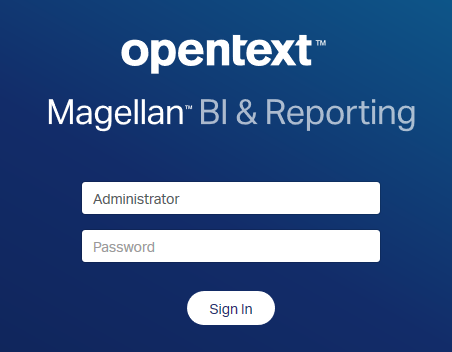 opentext™
Magellan™ BI & Reporting
Administrator
Password
Sign In